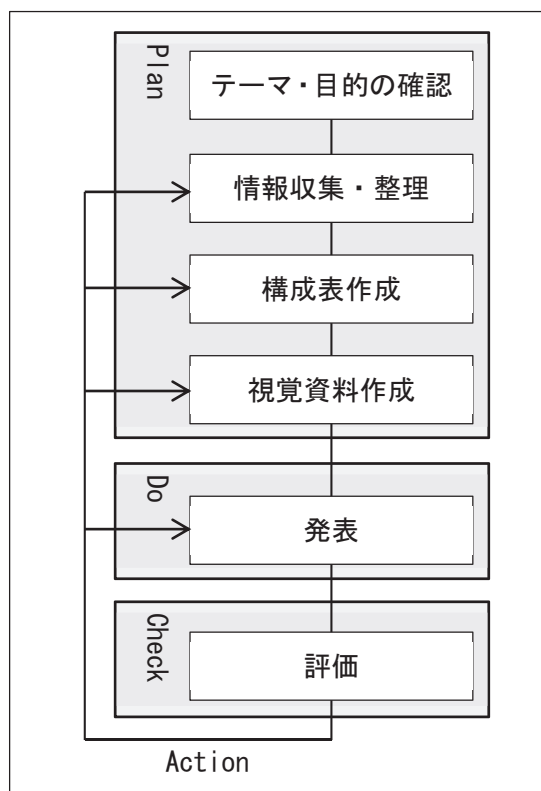 Plan
テーマ・目的の確認
情報収集・整理
構成表作成
視覚資料作成
Do
発表
Check
評価
Action